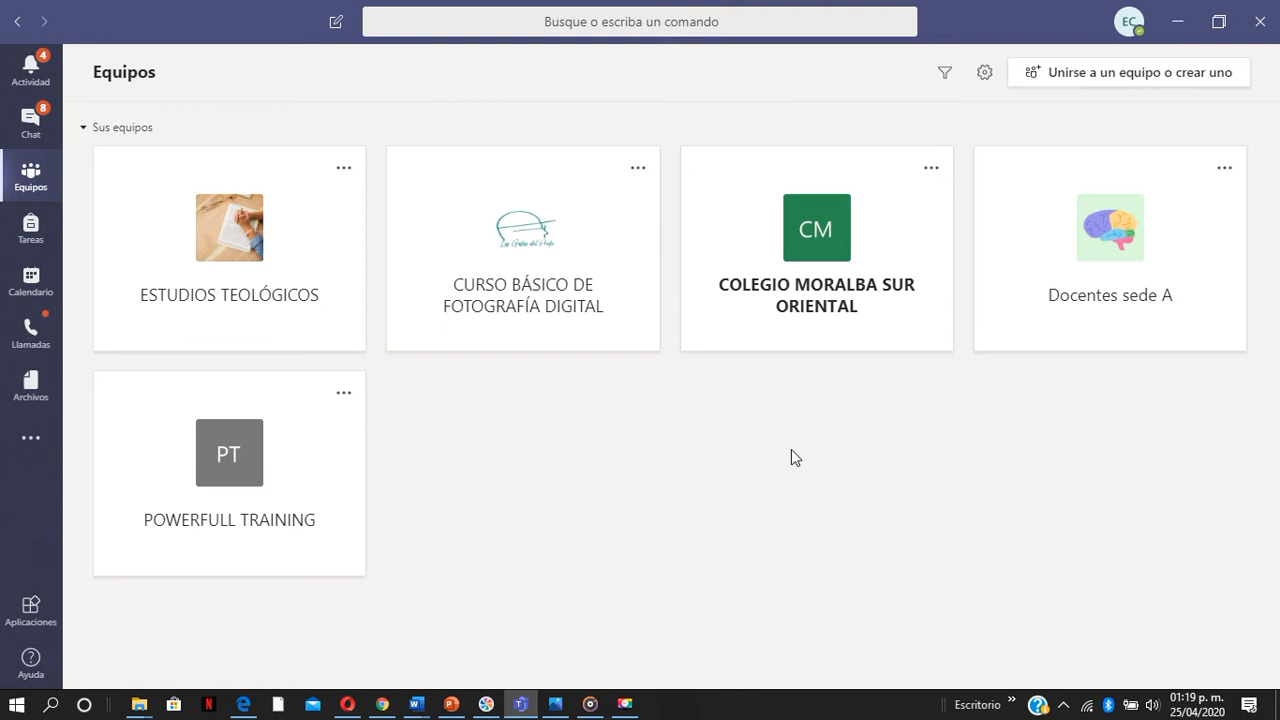 Busque o escriba un comando
EC
4
Actividad
8
Chat
Equipos
Tareas
Calendario
Llamadas
Archivos
Aplicaciones
Ayuda
Equipos
Unirse a un equipo o crear uno
Sus equipos
ESTUDIOS TEOLÓGICOS
CURSO BÁSICO DE
FOTOGRAFÍA DIGITAL
CM
COLEGIO MORALBA SUR
ORIENTAL
Docentes sede A
PT
POWERFULL TRAINING
Escritorio
01:19 p. m.
25/04/2020